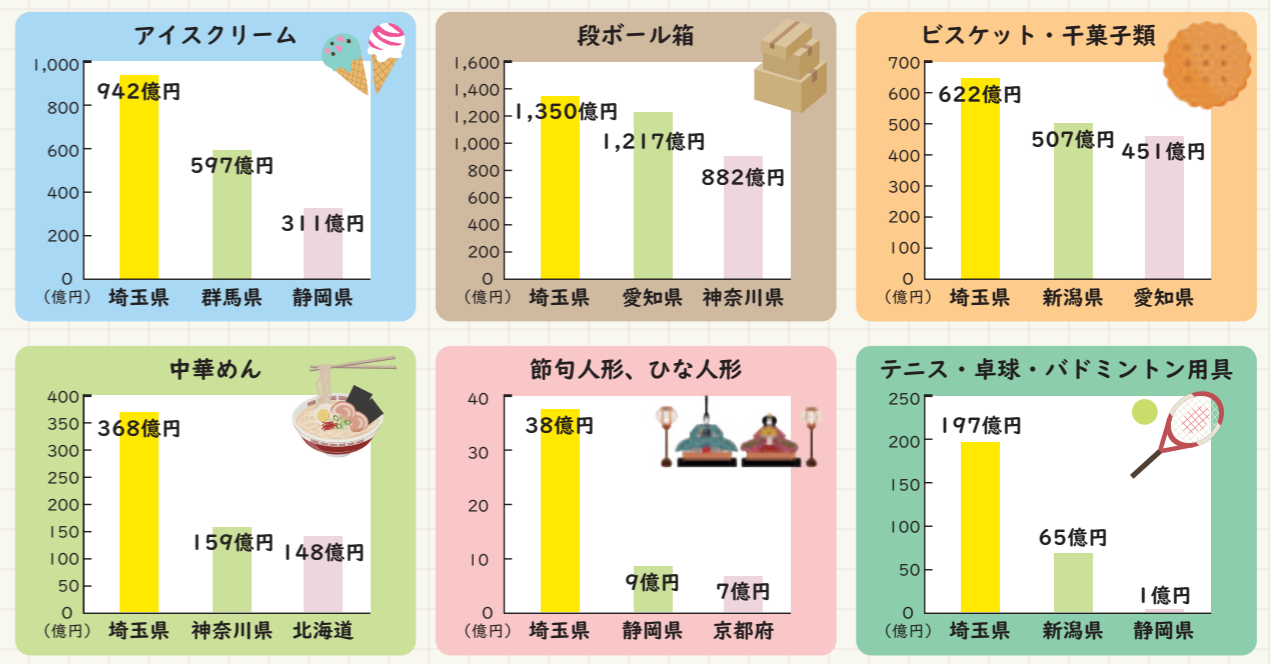 アイスクリーム
1,000
800
600
400
200
0
(億円)
942億円
597億円
311億円
埼玉県 群馬県 静岡県
段ボール箱
1,600
1,400
1,200
1,000
800
600
400
200
0
(億円)
1,350億円
1,217億円
882億円
埼玉県 愛知県 神奈川県
ビスケット・干菓子類
700
600
500
400
300
200
100
0
(億円)
622億円
507億円
451億円
埼玉県 新潟県 愛知県
中華めん
400
350
300
250
200
150
100
50
0
(億円)
368億円
159億円
148億円
埼玉県 神奈川県 北海道
節句人形、ひな人形
40
30
20
10
0
(億円)
38億円
9億円
7億円
埼玉県 静岡県 京都府
テニス・卓球・バドミントン用具
250
200
150
100
50
0
(億円)
197億円
65億円
1億円
埼玉県 新潟県 静岡県